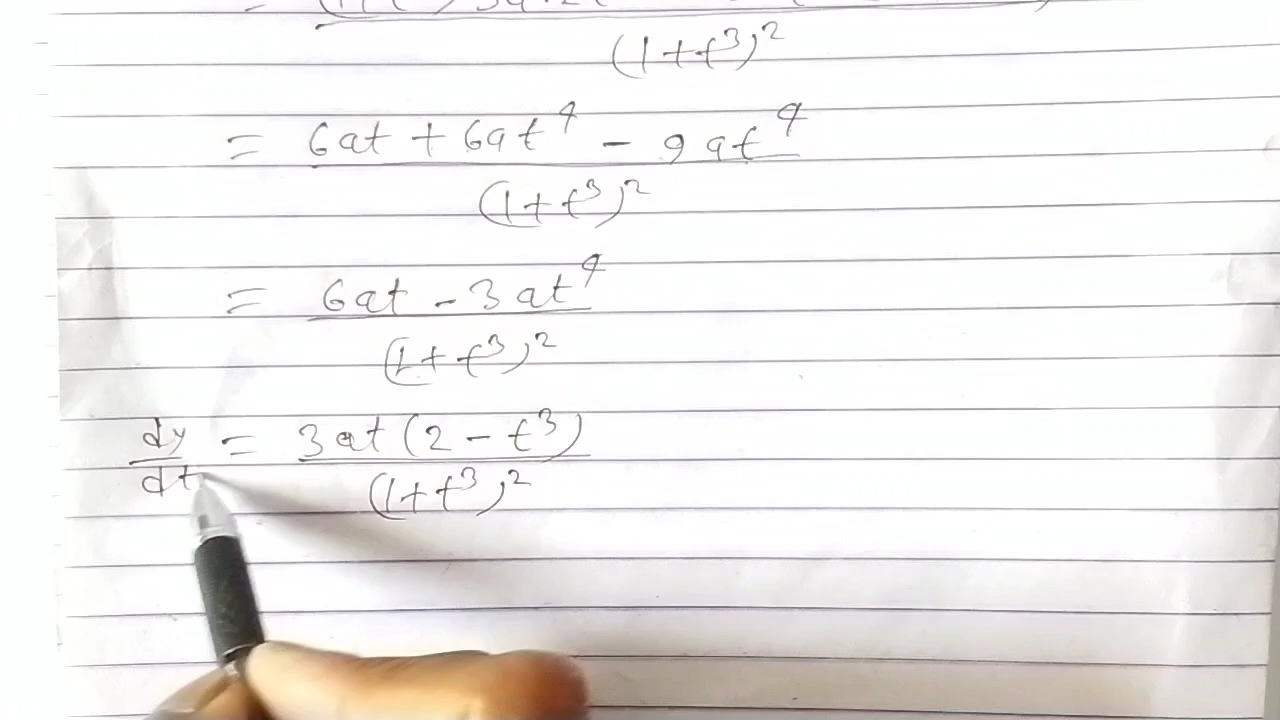 (1+t³)²
= 6at + 6at⁴ - 9at⁴
(1+t³)²
= 6at - 3at⁴
(1+t³)²
dy/dt = 3at(2-t³)
(1+t³)²